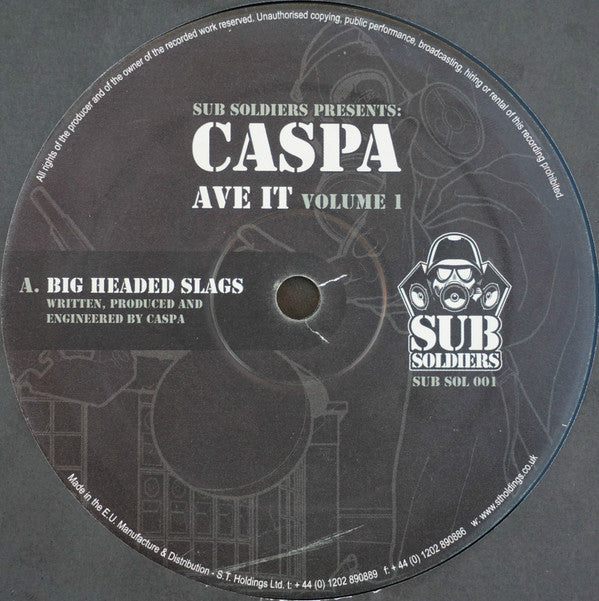 All rights of the producer and of the owner of the recorded work reserved. Unauthorised copying, public performance, broadcasting, hiring or rental of this recording prohibited.
SUB SOLDIERS PRESENTS:
CASPA
AVE IT VOLUME 1
A. BIG HEADED SLAGS
WRITTEN, PRODUCED AND
ENGINEERED BY CASPA
SUB
SOLDIERS
SUB SOL 001
Made in the E.U. Manufacture & Distribution - S.T. Holdings Ltd. t: + 44 (0) 1202 890889 f: + 44 (0) 1202 890886 w: www.stholdings.co.uk